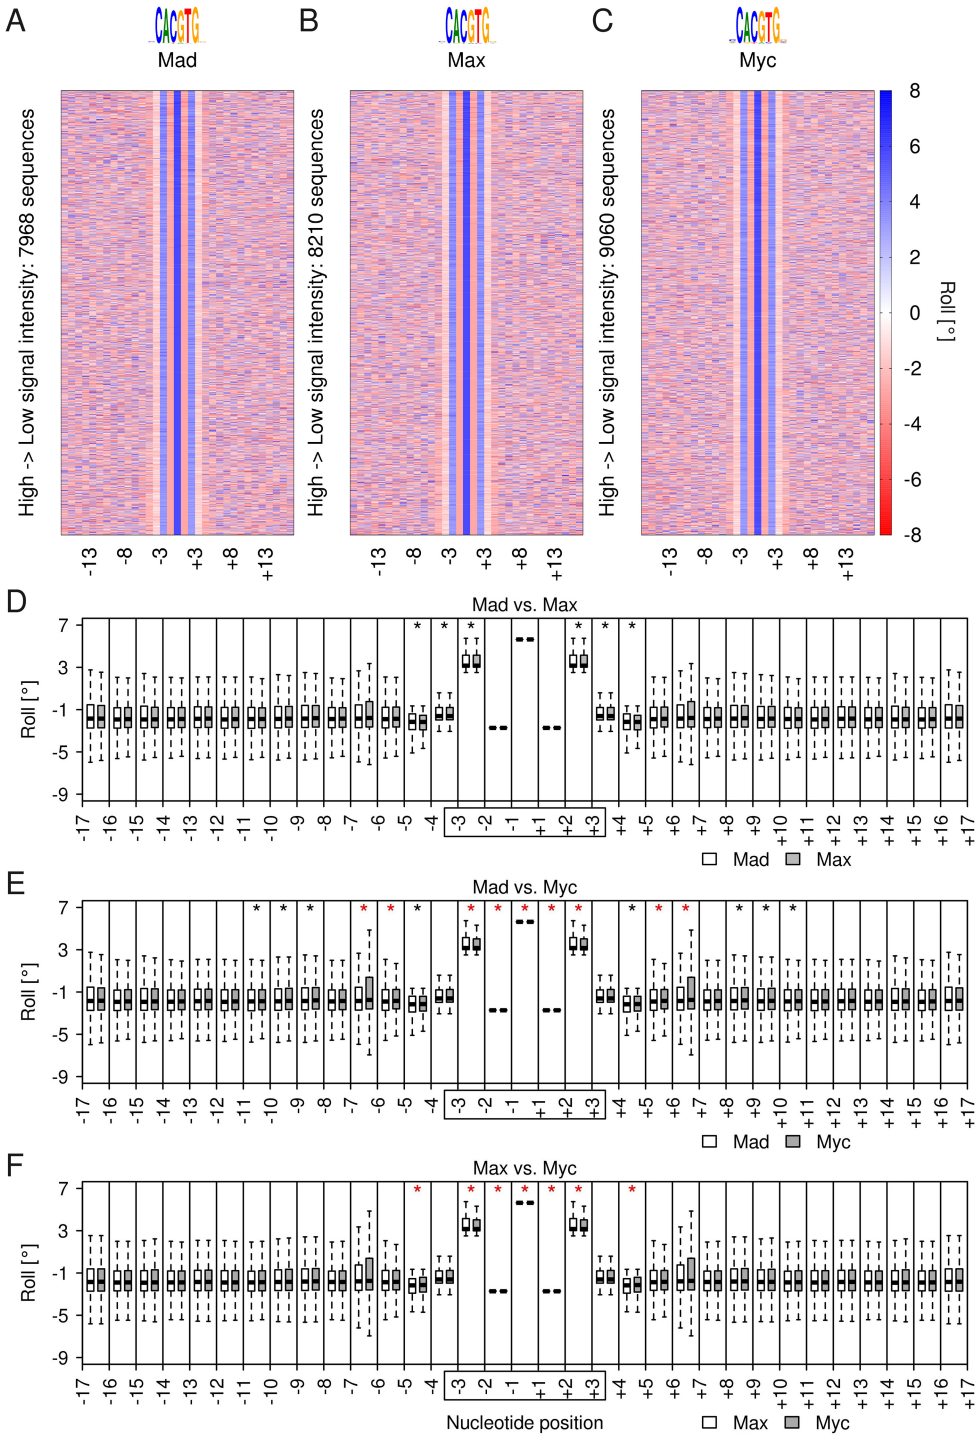 A
B
C
CACGTG
CACGTG
CACGTG
Mad
Max
Myc
High -> Low signal intensity: 7968 sequences
High -> Low signal intensity: 8210 sequences
High -> Low signal intensity: 9060 sequences
8
6
4
2
0
-2
-4
-6
-8
Roll [°]
-13 -8 -3 +3 +8 +13
-13 -8 -3 +3 +8 +13
-13 -8 -3 +3 +8 +13
D
Mad vs. Max
* * * * * *
7
3
-1
-5
-9
Roll [°]
-17 -16 -15 -14 -13 -12 -11 -10 -9 -8 -7 -6 -5 -4 -3 -2 -1 +1 +2 +3 +4 +5 +6 +7 +8 +9 +10 +11 +12 +13 +14 +15 +16 +17
Mad Max
E
Mad vs. Myc
* * * * * * * * * * * * * * * * *
7
3
-1
-5
-9
Roll [°]
-17 -16 -15 -14 -13 -12 -11 -10 -9 -8 -7 -6 -5 -4 -3 -2 -1 +1 +2 +3 +4 +5 +6 +7 +8 +9 +10 +11 +12 +13 +14 +15 +16 +17
Mad Myc
F
Max vs. Myc
* * * * * * *
7
3
-1
-5
-9
Roll [°]
-17 -16 -15 -14 -13 -12 -11 -10 -9 -8 -7 -6 -5 -4 -3 -2 -1 +1 +2 +3 +4 +5 +6 +7 +8 +9 +10 +11 +12 +13 +14 +15 +16 +17
Nucleotide position
Max Myc